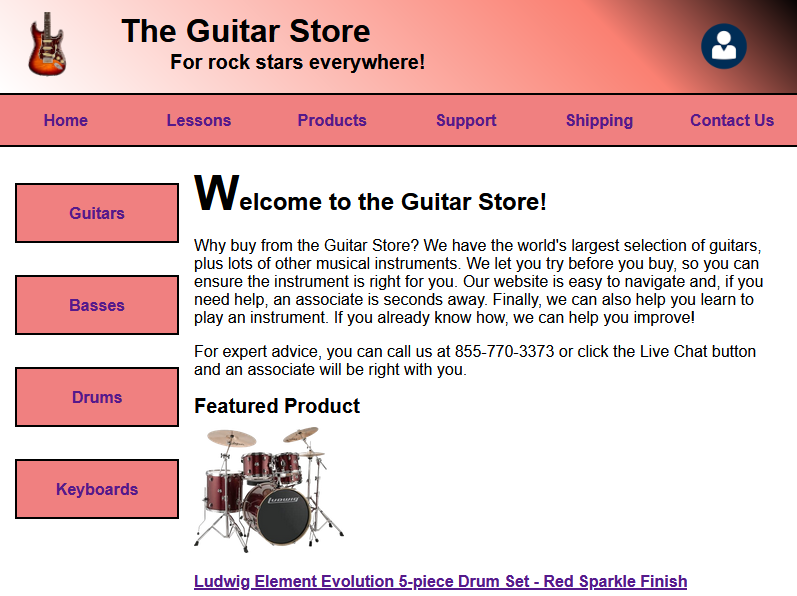 The Guitar Store
For rock stars everywhere!
Home Lessons Products Support Shipping Contact Us
Guitars
Basses
Drums
Keyboards
Welcome to the Guitar Store!
Why buy from the Guitar Store? We have the world's largest selection of guitars,
plus lots of other musical instruments. We let you try before you buy, so you can
ensure the instrument is right for you. Our website is easy to navigate and, if you
need help, an associate is seconds away. Finally, we can also help you learn to
play an instrument. If you already know how, we can help you improve!
For expert advice, you can call us at 855-770-3373 or click the Live Chat button
and an associate will be right with you.
Featured Product
Ludwig
Ludwig Element Evolution 5-piece Drum Set - Red Sparkle Finish